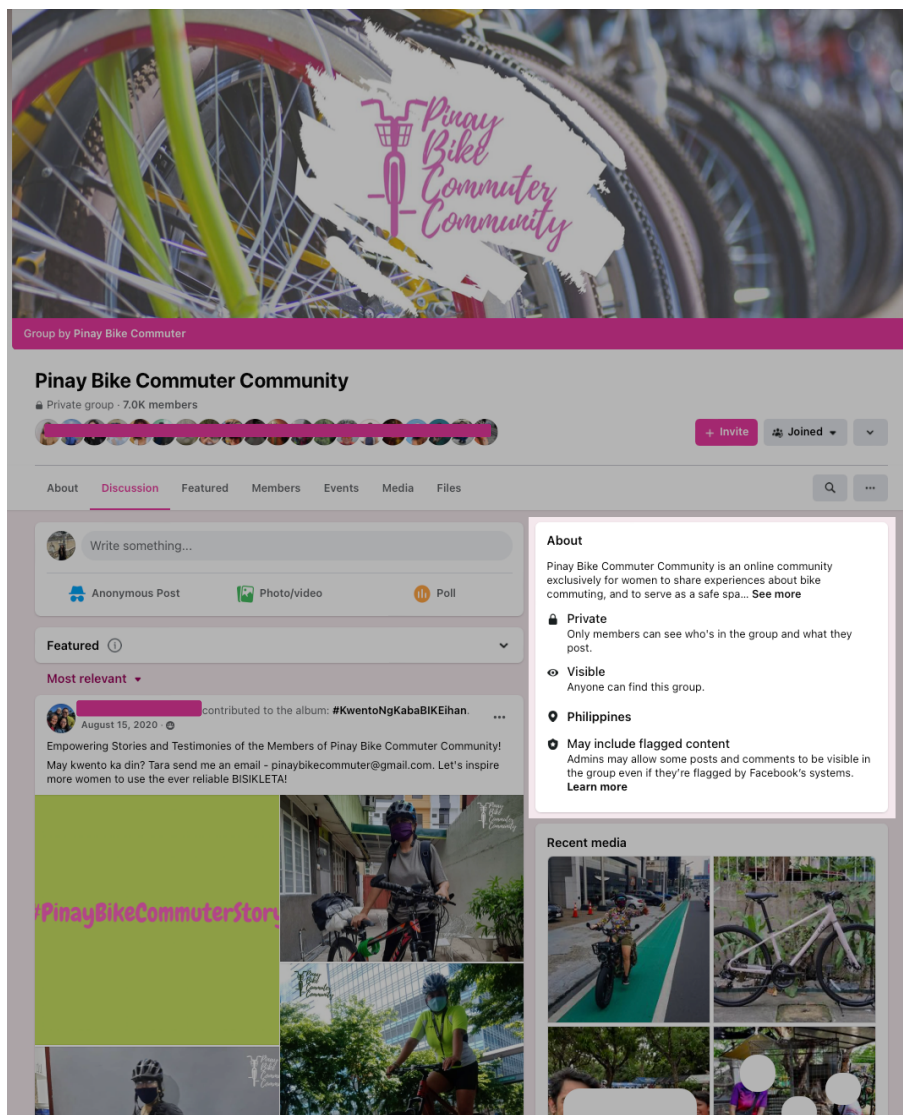 Pinay
Bike
Commuter
Community
Group by Pinay Bike Commuter
Pinay Bike Commuter Community
Private group · 7.0K members
+ Invite
Joined
About
Discussion
Featured
Members
Events
Media
Files
Write something...
Anonymous Post
Photo/video
Poll
Featured
Most relevant
contributed to the album: #KwentoNgKabaBIKEihan.
August 15, 2020 ·
Empowering Stories and Testimonies of the Members of Pinay Bike Commuter Community!
May kwento ka din? Tara send me an email - pinaybikecommuter@gmail.com. Let's inspire
more women to use the ever reliable BISIKLETA!
#PinayBikeCommuterStory
Pinay
Bike
Commuter
Community
Pinay
Bike
Commuter
Community
About
Pinay Bike Commuter Community is an online community
exclusively for women to share experiences about bike
commuting, and to serve as a safe spa... See more
Private
Only members can see who's in the group and what they
post.
Visible
Anyone can find this group.
Philippines
May include flagged content
Admins may allow some posts and comments to be visible in
the group even if they're flagged by Facebook's systems.
Learn more
Recent media